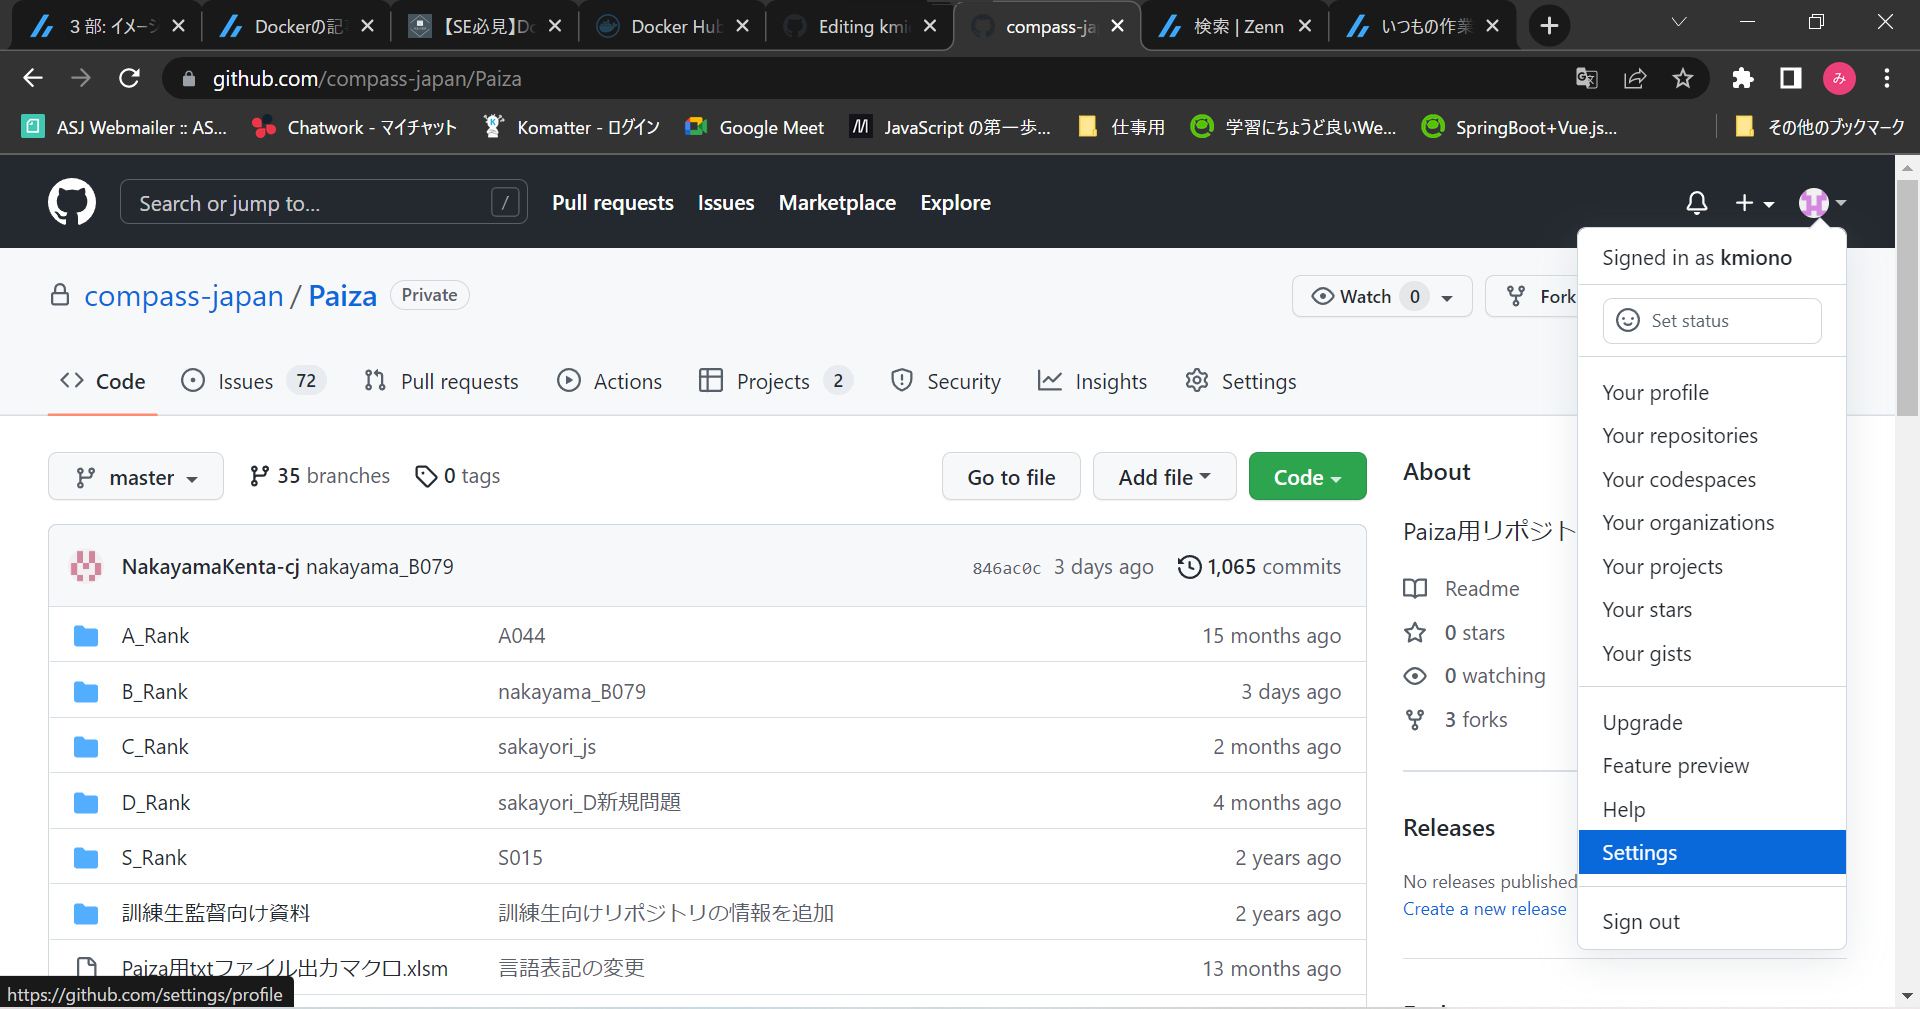 3 部: イメージ
Dockerの記
【SE必見】Do
Docker Hub
Editing kmi
compass-ja
検索 | Zenn
いつもの作業
github.com/compass-japan/Paiza
み
ASJ Webmailer :: AS...
Chatwork - マイチャット
Komatter - ログイン
Google Meet
JavaScript の第一歩...
仕事用
学習にちょうど良いWe...
SpringBoot+Vue.js...
その他のブックマーク
Search or jump to...
/
Pull requests
Issues
Marketplace
Explore
Signed in as kmiono
compass-japan / Paiza
Private
Watch 0
Fork
Set status
Code
Issues 72
Pull requests
Actions
Projects 2
Security
Insights
Settings
Your profile
Your repositories
Your codespaces
Your organizations
Your projects
Your stars
Your gists
Upgrade
Feature preview
Help
Settings
Sign out
master
35 branches
0 tags
Go to file
Add file
Code
About
Paiza用リポジト
Readme
0 stars
0 watching
3 forks
Releases
No releases published
Create a new release
NakayamaKenta-cj nakayama_B079
846ac0c 3 days ago
1,065 commits
A_Rank A044 15 months ago
B_Rank nakayama_B079 3 days ago
C_Rank sakayori_js 2 months ago
D_Rank sakayori_D新規問題 4 months ago
S_Rank S015 2 years ago
訓練生監督向け資料 訓練生向けリポジトリの情報を追加 2 years ago
Paiza用txtファイル出力マクロ.xlsm 言語表記の変更 13 months ago
https://github.com/settings/profile